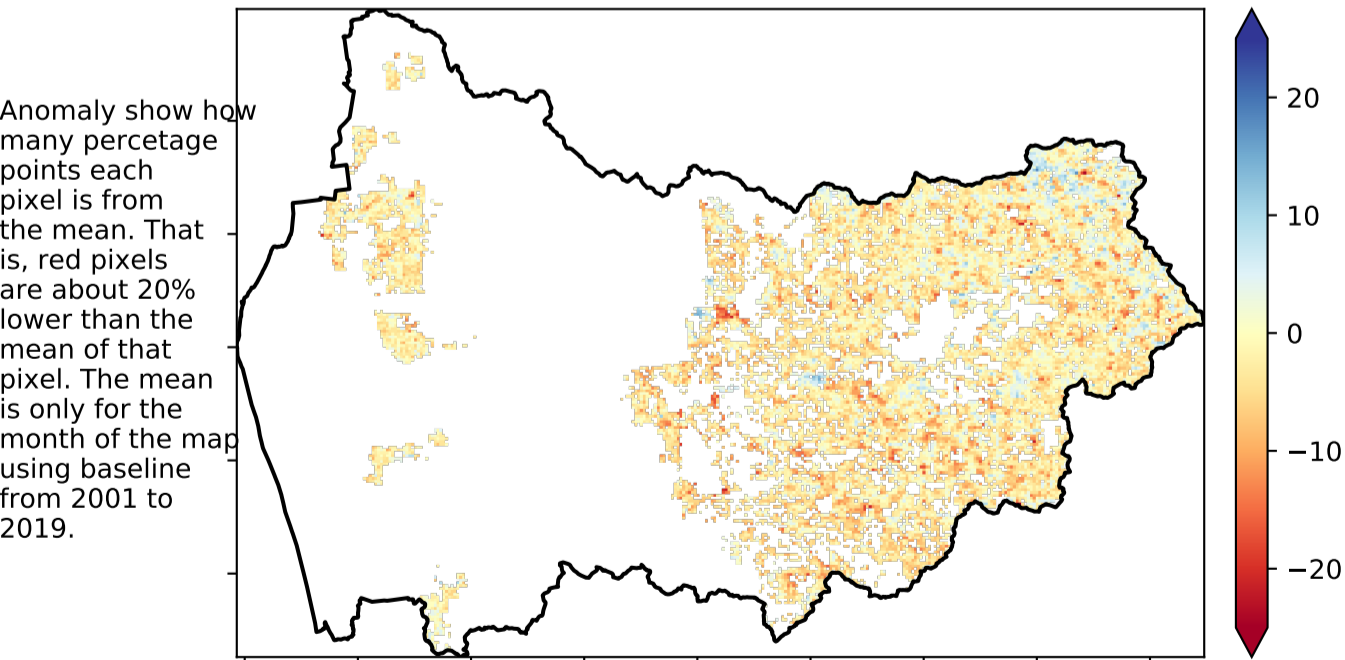 Anomaly show how
many percetage
points each
pixel is from
the mean. That
is, red pixels
are about 20%
lower than the
mean of that
pixel. The mean
is only for the
month of the map
using baseline
from 2001 to
2019.
20
10
0
−10
−20